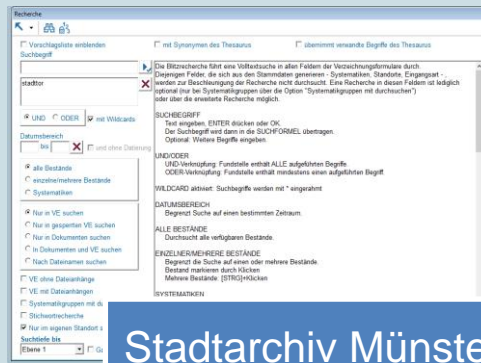 Recherche
Vorschlagsliste einblenden
mit Synonymen des Thesaurus
übernimmt verwandte Begriffe des Thesaurus
Suchbegriff
stadttor
UND
ODER
mit Wildcards
Datumsbereich
bis
und ohne Datierung
alle Bestände
einzelne/mehrere Bestände
Systematiken
Nur in VE suchen
Nur in gesperrten VE suchen
Nur in Dokumenten suchen
In Dokumenten und VE suchen
Nach Dateinamen suchen
VE ohne Dateianhänge
VE mit Dateianhängen
Systematikgruppen mit
Stichwortrecherche
Nur im eigenen Standort
Suchtiefe bis
Ebene 1
Die Blitzrecherche führt eine Volltextsuche in allen Feldern der Verzeichnungsformulare durch.
Diejenigen Felder, die sich aus den Stammdaten generieren - Systematiken, Standorte, Eingangsart -
werden zur Beschleunigung der Recherche nicht durchsucht. Eine Recherche in diesen Feldern ist lediglich
optional (nur bei Systematikgruppen über die Option "Systematikgruppen mit durchsuchen")
oder über die erweiterte Recherche möglich.
SUCHBEGRIFF
Text eingeben, ENTER drücken oder OK.
Der Suchbegriff wird dann in die SUCHFORMEL übertragen.
Optional: Weitere Begriffe eingeben.
UND/ODER
UND-Verknüpfung: Fundstelle enthält ALLE aufgeführten Begriffe
ODER-Verknüpfung: Fundstelle enthält mindestens einen aufgeführten Begriff
WILDCARD aktiviert: Suchbegriffe werden mit * eingerahmt
DATUMSBEREICH
Begrenzt Suche auf einen bestimmten Zeitraum.
ALLE BESTÄNDE
Durchsucht alle verfügbaren Bestände.
EINZELNER/MEHRERE BESTÄNDE
Begrenzt die Suche auf einen oder mehrere Bestände.
Bestand markieren durch Klicken
Mehrere Bestände: [STRG]+Klicken
SYSTEMATIKEN
Stadtarchiv Münste